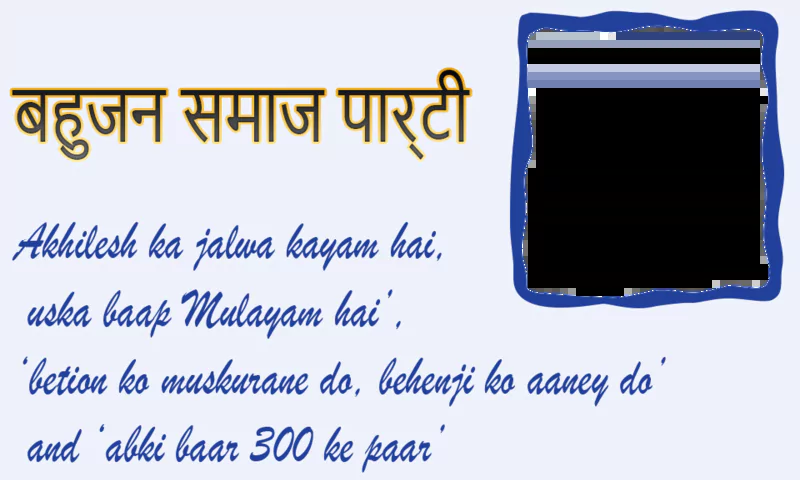 बहुजन समाज पार्टी
Akhilesh ka jalwa kayam hai,
uska baap Mulayam hai’,
‘betion ko muskurane do, behenji ko aaney do’
and ‘abki baar 300 ke paar’